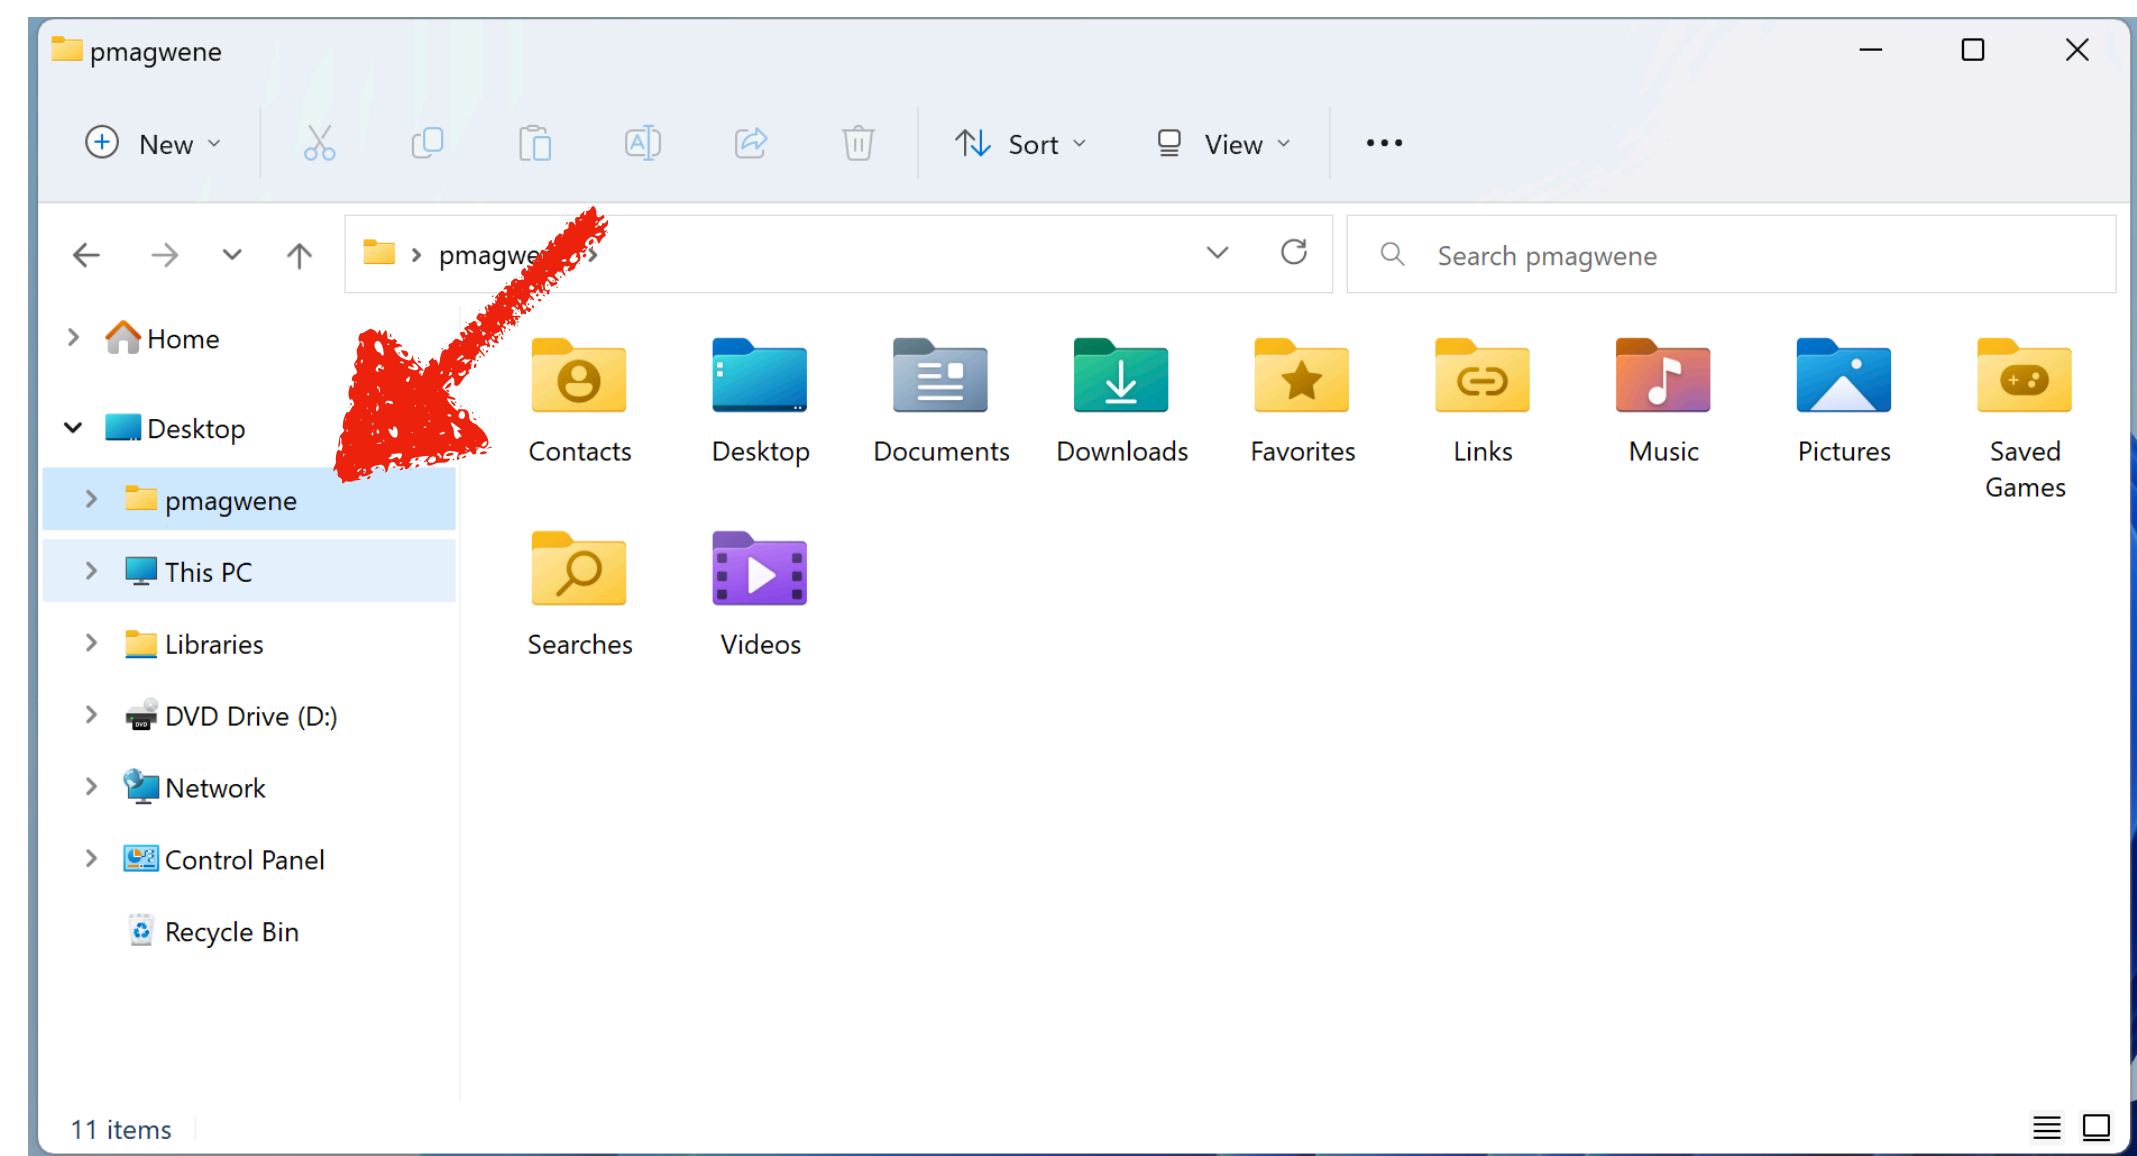 pmagwene
New
Sort
View
pmagwe
Search pmagwene
Home
Desktop
pmagwene
This PC
Libraries
DVD Drive (D:)
Network
Control Panel
Recycle Bin
Contacts
Desktop
Documents
Downloads
Favorites
Links
Music
Pictures
Saved
Games
Searches
Videos
11 items